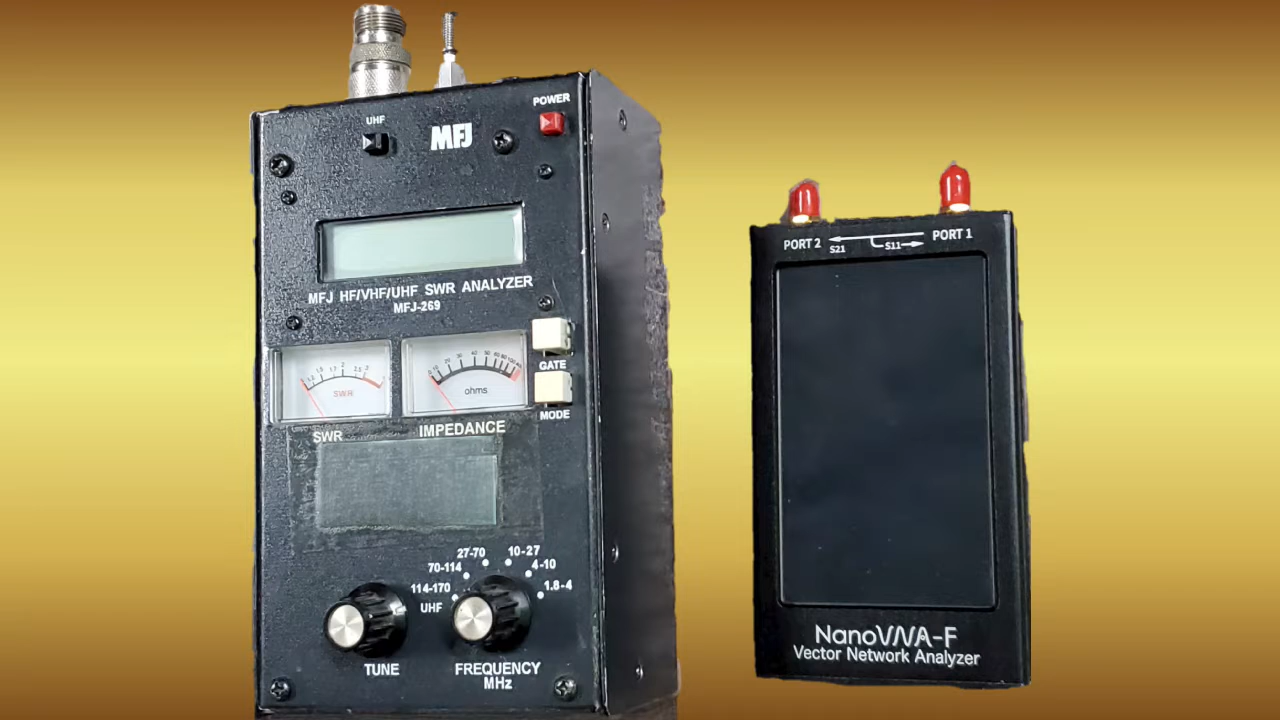 POWER
UHF
MFJ
MFJ HF/VHF/UHF SWR ANALYZER
MFJ-269
SWR
ohms
GATE
MODE
SWR
IMPEDANCE
27-70
10-27
70-114
4-10
114-170
1.8-4
UHF
TUNE
FREQUENCY
MHz
PORT 2
S21
S11
PORT 1
NanoVNA-F
Vector Network Analyzer